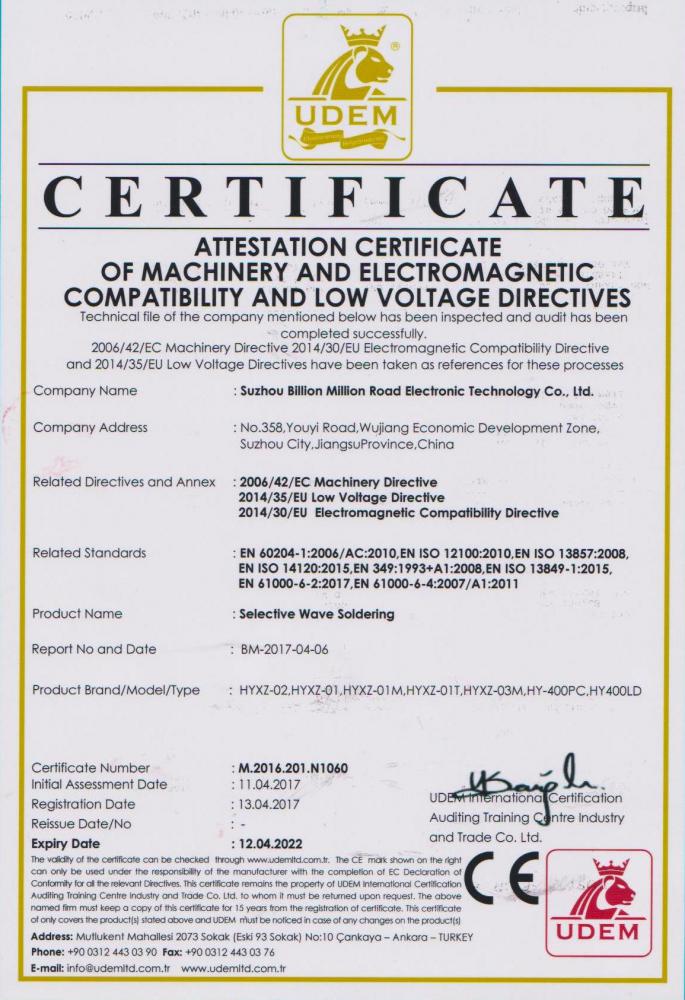 UDEM
®
CERTIFICATE
ATTESTATION CERTIFICATE
OF MACHINERY AND ELECTROMAGNETIC
COMPATIBILITY AND LOW VOLTAGE DIRECTIVES
Technical file of the company mentioned below has been inspected and audit has been
completed successfully.
2006/42/EC Machinery Directive 2014/30/EU Electromagnetic Compatibility Directive
and 2014/35/EU Low Voltage Directives have been taken as references for these processes
Company Name : Suzhou Billion Million Road Electronic Technology Co., Ltd.
Company Address : No.358,Youyi Road,Wujiang Economic Development Zone,
Suzhou City,JiangsuProvince,China
Related Directives and Annex : 2006/42/EC Machinery Directive
2014/35/EU Low Voltage Directive
2014/30/EU Electromagnetic Compatibility Directive
Related Standards : EN 60204-1:2006/AC:2010,EN ISO 12100:2010,EN ISO 13857:2008,
EN ISO 14120:2015,EN 349:1993+A1:2008,EN ISO 13849-1:2015,
EN 61000-6-2:2017,EN 61000-6-4:2007/A1:2011
Product Name : Selective Wave Soldering
Report No and Date : BM-2017-04-06
Product Brand/Model/Type : HYXZ-02,HYXZ-01,HYXZ-01M,HYXZ-01T,HYXZ-03M,HY-400PC,HY400LD
Certificate Number : M.2016.201.N1060
Initial Assessment Date : 11.04.2017
Registration Date : 13.04.2017
Reissue Date/No : -
Expiry Date : 12.04.2022
UDEM International Certification
Auditing Training Centre Industry
and Trade Co. Ltd.
The validity of the certificate can be checked through www.udemltd.com.tr. The CE mark shown on the right
can only be used under the responsibility of the manufacturer with the completion of EC Declaration of
Conformity for all the relevant Directives. This certificate remains the property of UDEM International Certification
Auditing Training Centre Industry and Trade Co. Ltd. to whom it must be returned upon request. The above
named firm must keep a copy of this certificate for 15 years from the registration of certificate. This certificate
of only covers the product(s) stated above and UDEM must be noticed in case of any changes on the product(s)
CE
UDEM
Address: Mutlukent Mahallesi 2073 Sokak (Eski 93 Sokak) No:10 Çankaya – Ankara – TURKEY
Phone: +90 0312 443 03 90 Fax: +90 0312 443 03 76
E-mail: info@udemltd.com.tr www.udemltd.com.tr